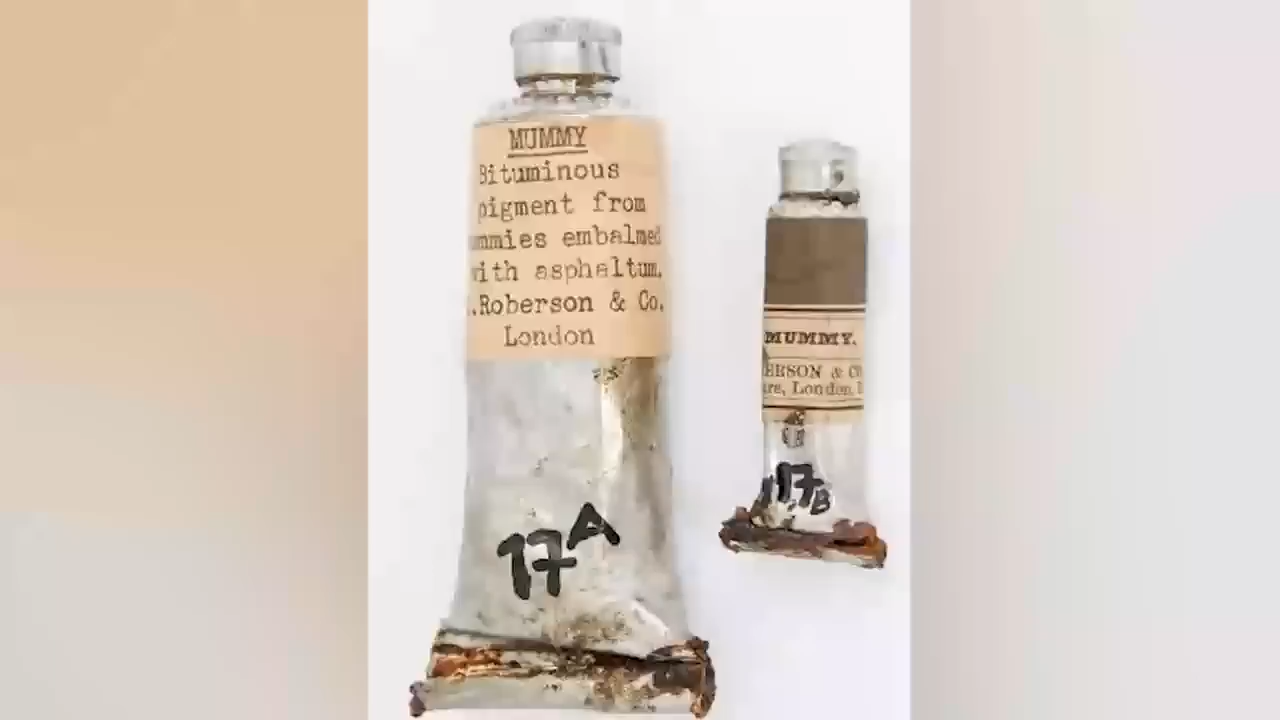 MUMMY
Bituminous
pigment from
mmies embalmed
with asphaltum.
.Roberson & Co.
London
17A
MUMMY.
ERSON & C
are, London,
17B